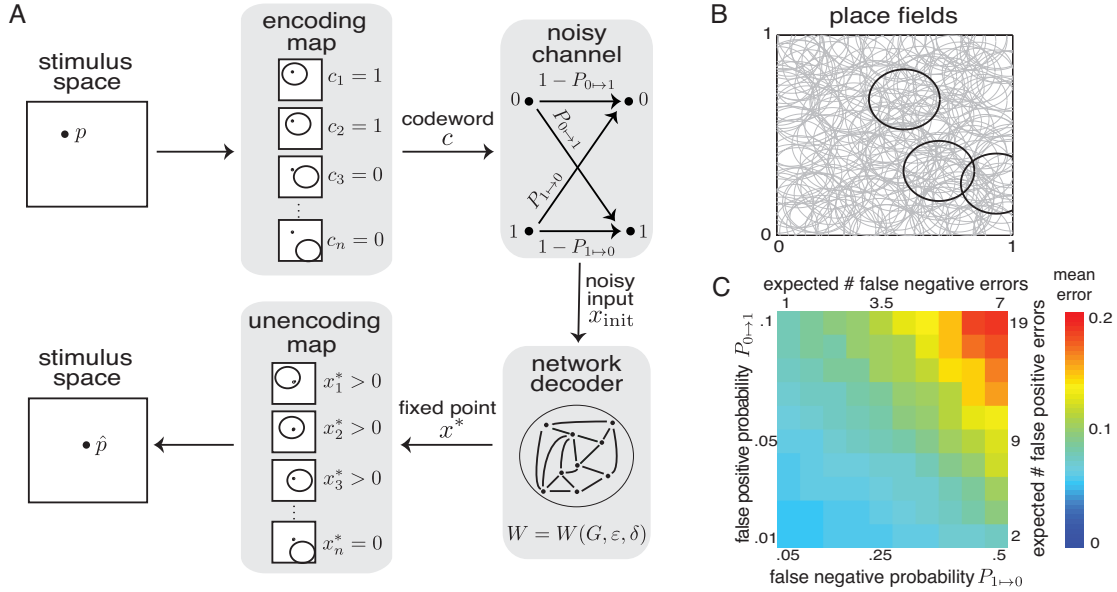 A
stimulus
space
p
encoding
map
c₁ = 1
c₂ = 1
c₃ = 0
cₙ = 0
codeword
c
noisy
channel
1 − P₀↦₁
0
0
P₀↦₁
P₁↦₀
1
1
1 − P₁↦₀
noisy
input
x_init
network
decoder
W = W(G, ε, δ)
fixed point
x*
unencoding
map
x₁* > 0
x₂* > 0
x₃* > 0
xₙ* = 0
stimulus
space
p̂
B
place fields
1
0
0
1
C
expected # false negative errors
1
3.5
7
.1
.05
.01
false positive probability P₀↦₁
19
9
2
expected # false positive errors
.05
.25
.5
false negative probability P₁↦₀
mean
error
0.2
0.1
0